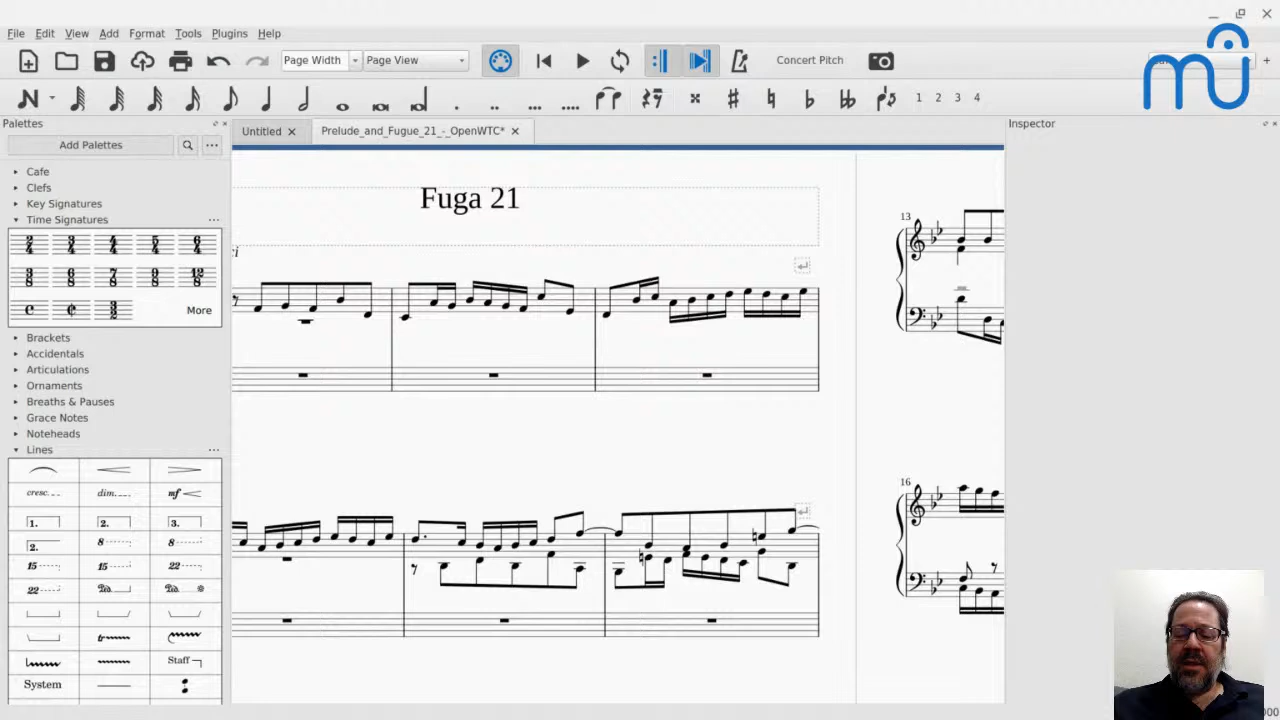 File Edit View Add Format Tools Plugins Help
Page Width Page View Concert Pitch
1 2 3 4
Palettes
Untitled Prelude_and_Fugue_21_-_OpenWTC*
Inspector
Add Palettes
Cafe
Clefs
Key Signatures
Time Signatures
More
Brackets
Accidentals
Articulations
Ornaments
Breaths & Pauses
Grace Notes
Noteheads
Lines
cresc. dim. mf
1. 2. 3.
2. 8 8
15 15 22
22
tr
Staff
System
Fuga 21
13
16